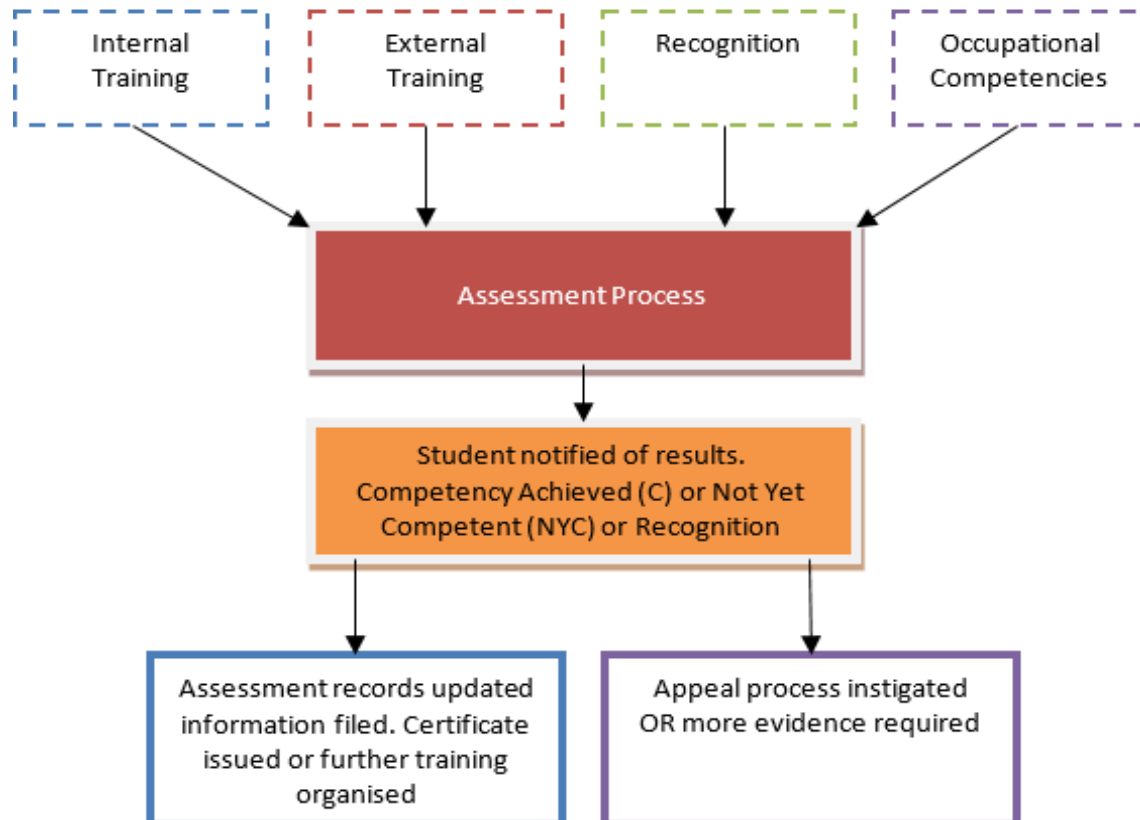 Internal
Training
External
Training
Recognition
Occupational
Competencies
Assessment Process
Student notified of results.
Competency Achieved (C) or Not Yet
Competent (NYC) or Recognition
Assessment records updated
information filed. Certificate
issued or further training
organised
Appeal process instigated
OR more evidence required